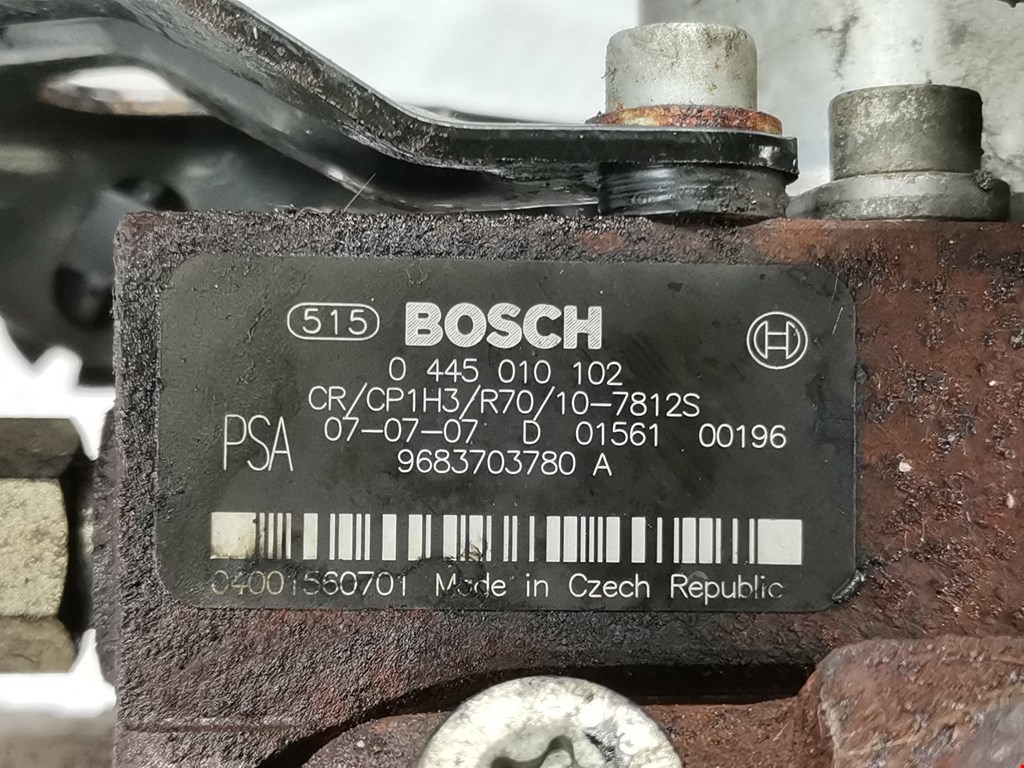 515 BOSCH
0 445 010 102
CR/CP1H3/R70/10-7812S
PSA 07-07-07 D 01561 00196
9683703780 A
04001560701 Made in Czech Republic